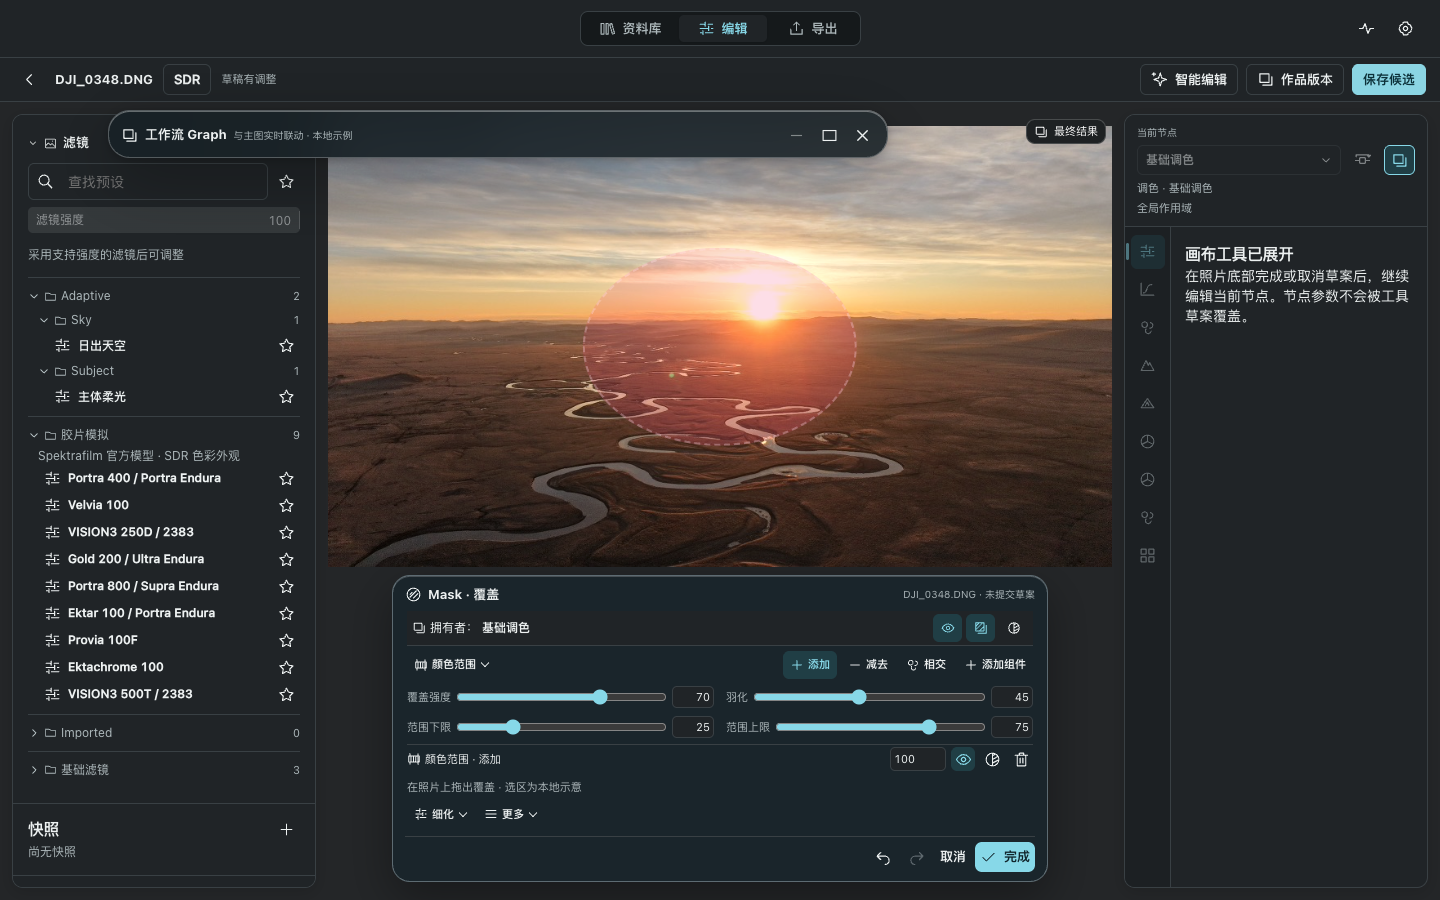 资料库
编辑
导出
DJI_0348.DNG
SDR
草稿有调整
智能编辑
作品版本
保存候选
滤镜
工作流 Graph
与主图实时联动 · 本地示例
最终结果
查找预设
滤镜强度
100
采用支持强度的滤镜后可调整
Adaptive
2
Sky
1
日出天空
Subject
1
主体柔光
胶片模拟
9
Spektrafilm 官方模型 · SDR 色彩外观
Portra 400 / Portra Endura
Velvia 100
VISION3 250D / 2383
Gold 200 / Ultra Endura
Portra 800 / Supra Endura
Ektar 100 / Portra Endura
Provia 100F
Ektachrome 100
VISION3 500T / 2383
Imported
0
基础滤镜
3
快照
尚无快照
Mask · 覆盖
DJI_0348.DNG · 未提交草案
拥有者：
基础调色
颜色范围
添加
减去
相交
添加组件
覆盖强度
70
羽化
45
范围下限
25
范围上限
75
颜色范围 · 添加
100
在照片上拖出覆盖 · 选区为本地示意
细化
更多
取消
完成
当前节点
基础调色
调色 · 基础调色
全局作用域
画布工具已展开
在照片底部完成或取消草案后，继续
编辑当前节点。节点参数不会被工具
草案覆盖。